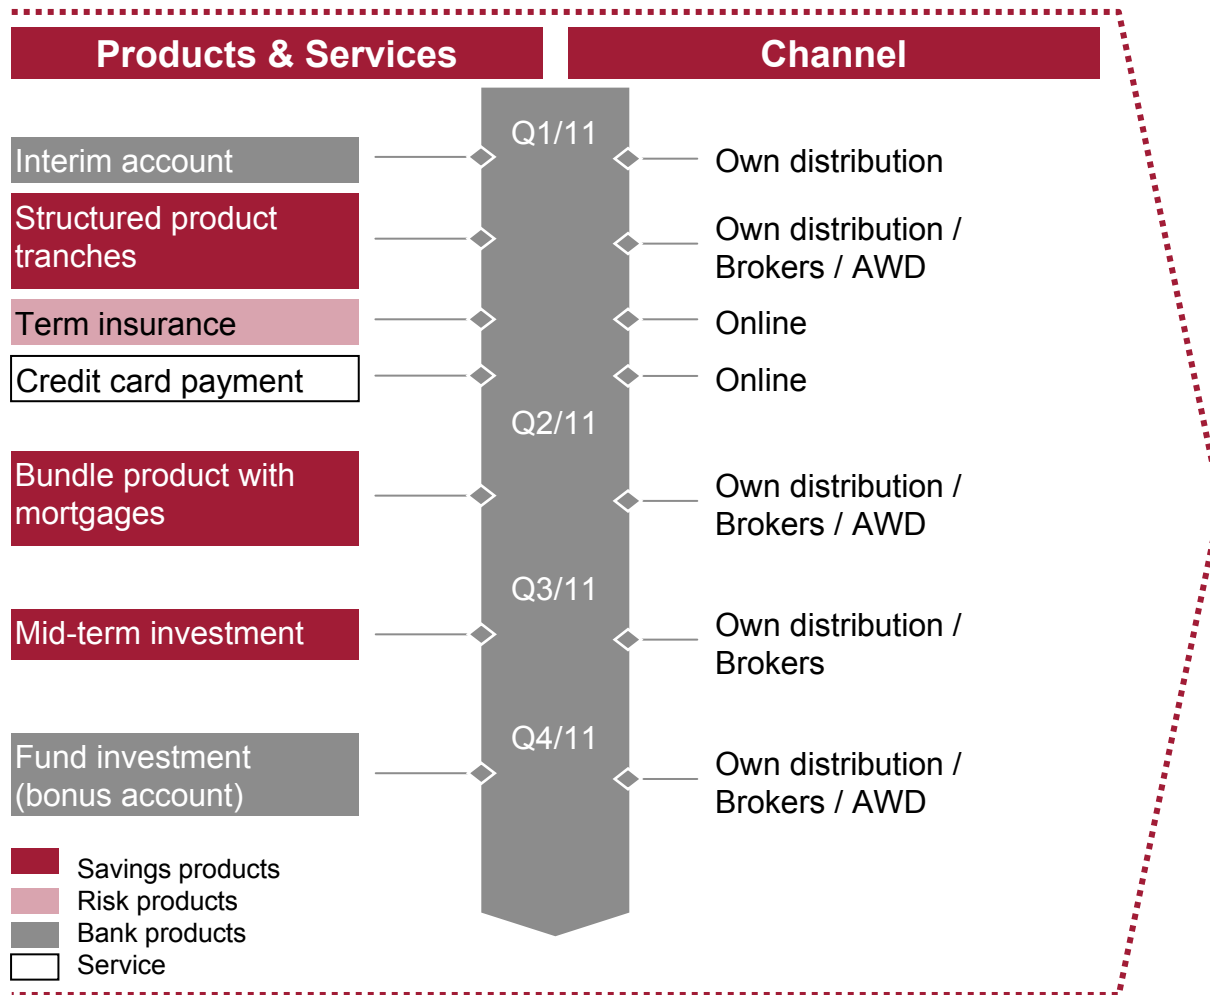 Products & Services
Channel
Q1/11
Interim account
Own distribution
Structured product
tranches
Own distribution /
Brokers / AWD
Term insurance
Online
Credit card payment
Online
Q2/11
Bundle product with
mortgages
Own distribution /
Brokers / AWD
Q3/11
Mid-term investment
Own distribution /
Brokers
Q4/11
Fund investment
(bonus account)
Own distribution /
Brokers / AWD
Savings products
Risk products
Bank products
Service